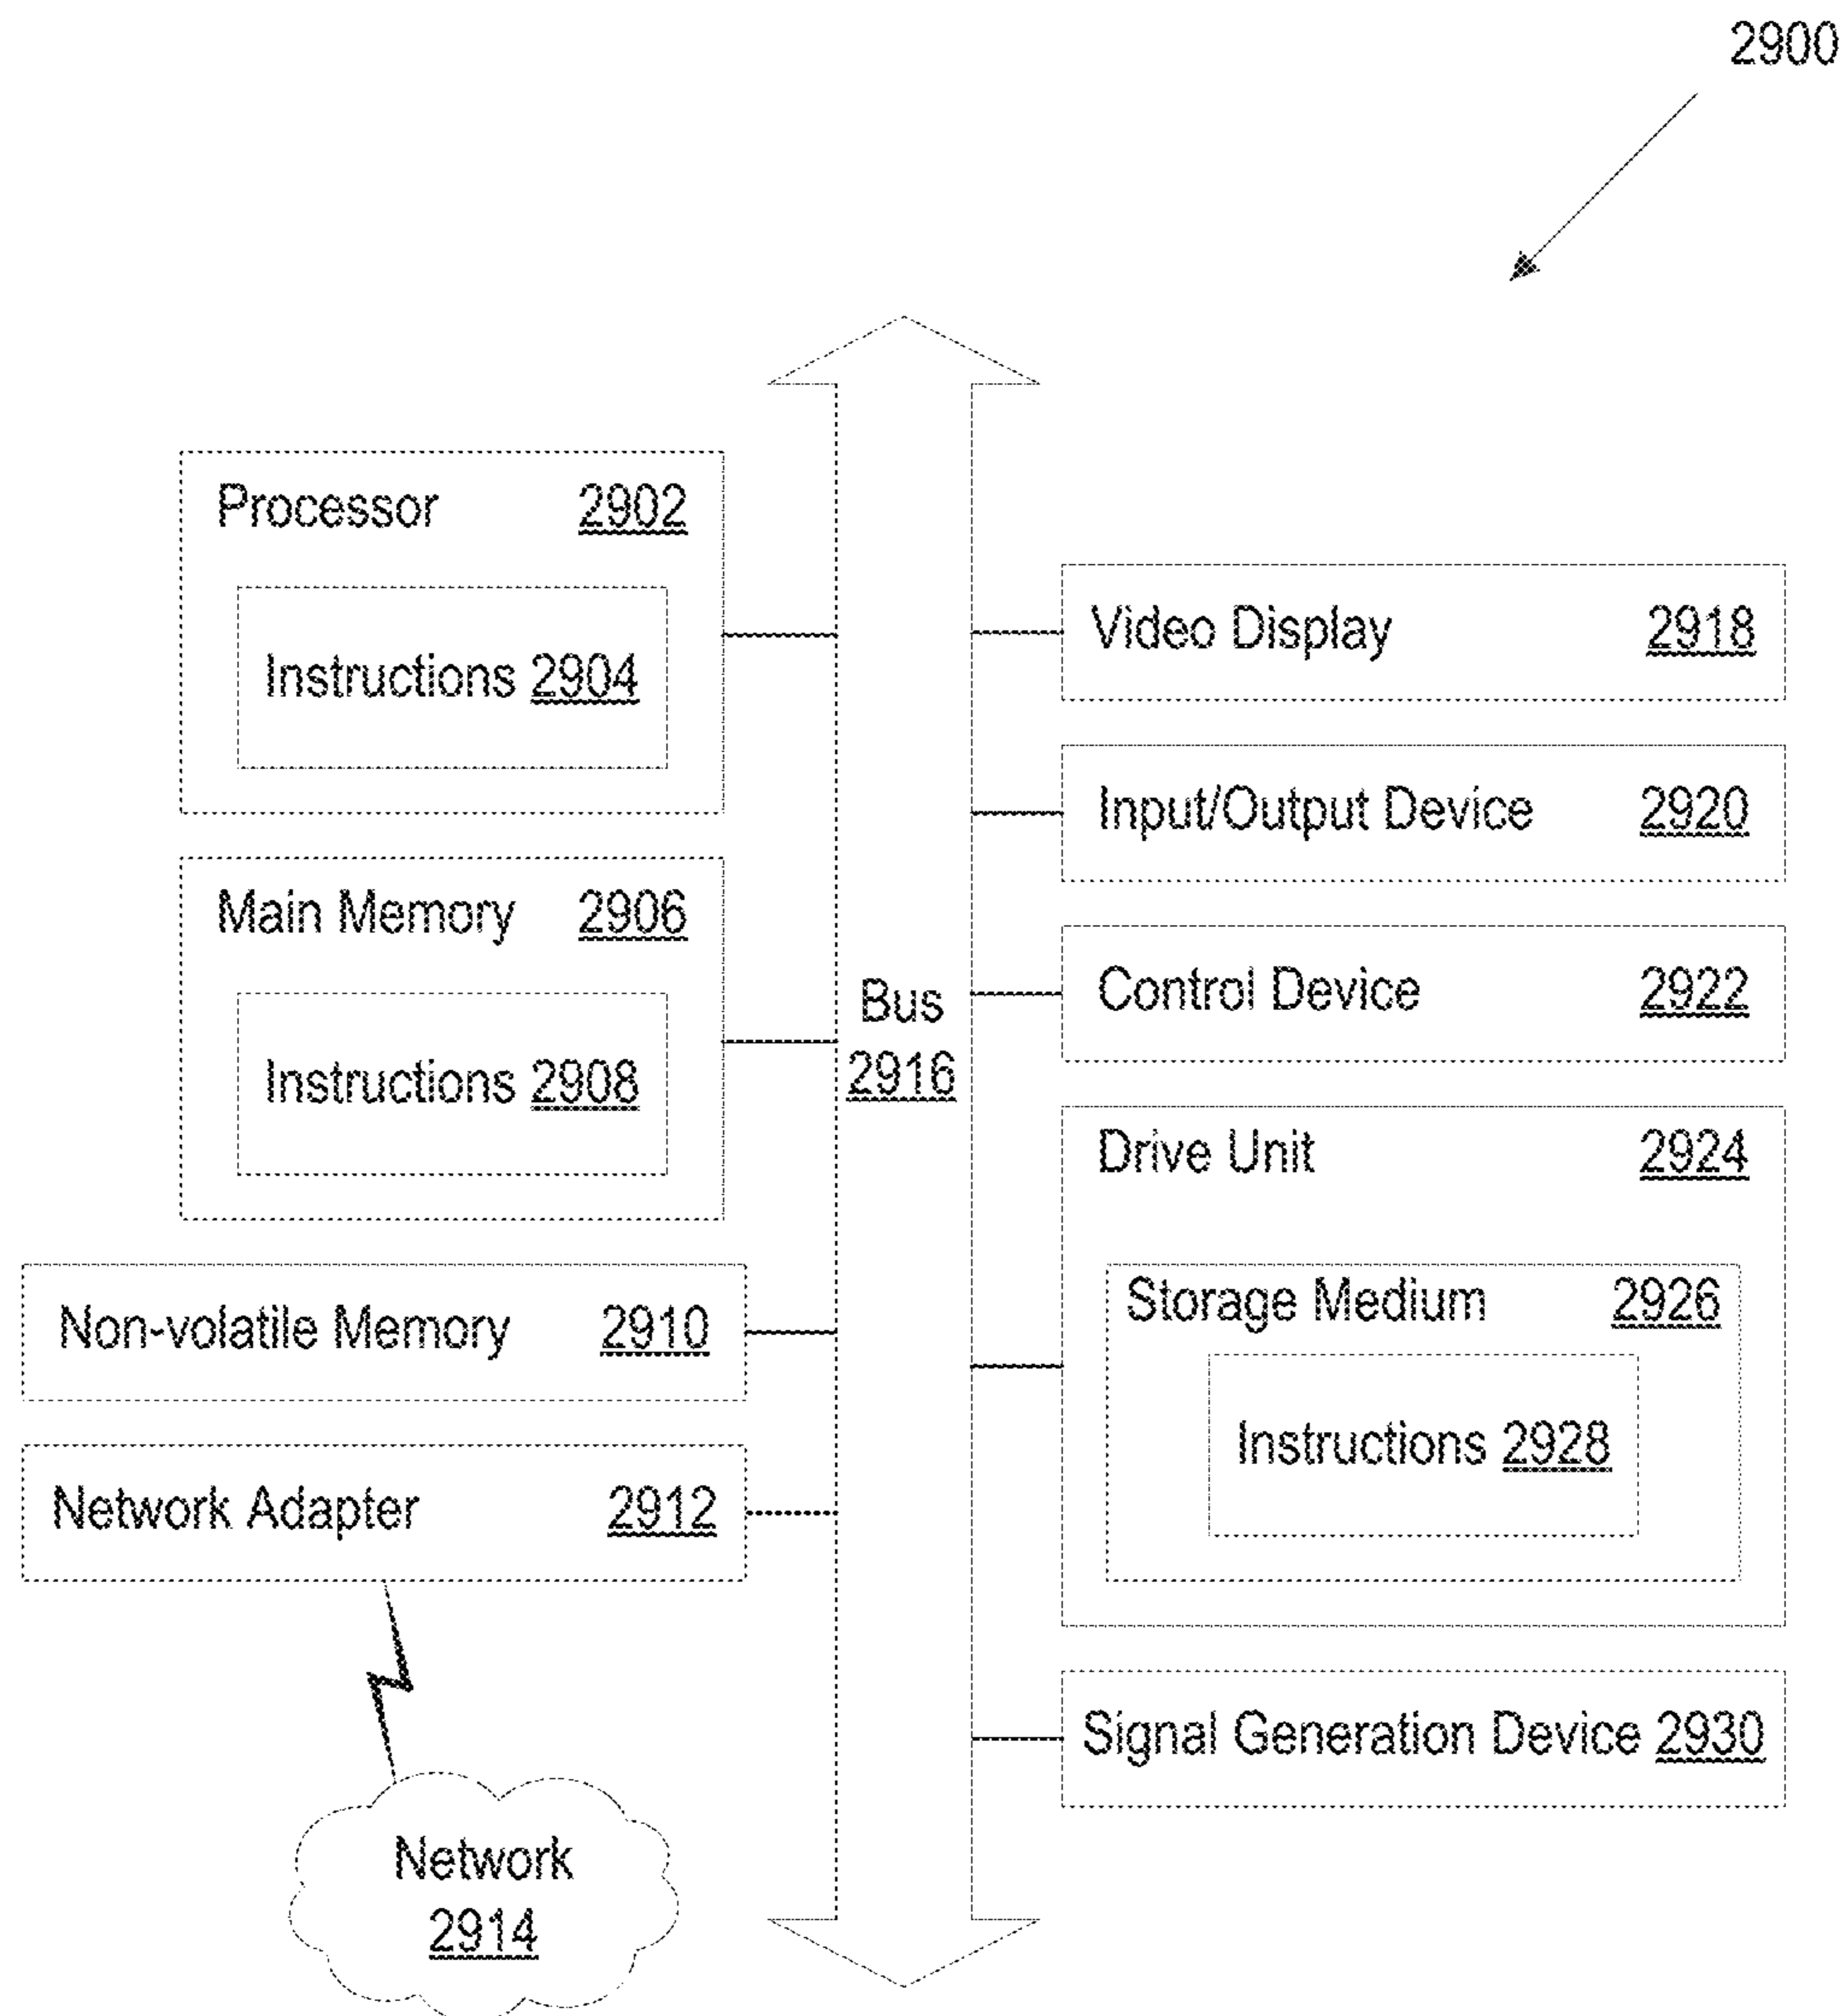 2900
Processor 2902
Instructions 2904
Main Memory 2906
Instructions 2908
Non-volatile Memory 2910
Network Adapter 2912
Network
2914
Bus
2916
Video Display 2918
Input/Output Device 2920
Control Device 2922
Drive Unit 2924
Storage Medium 2926
Instructions 2928
Signal Generation Device 2930